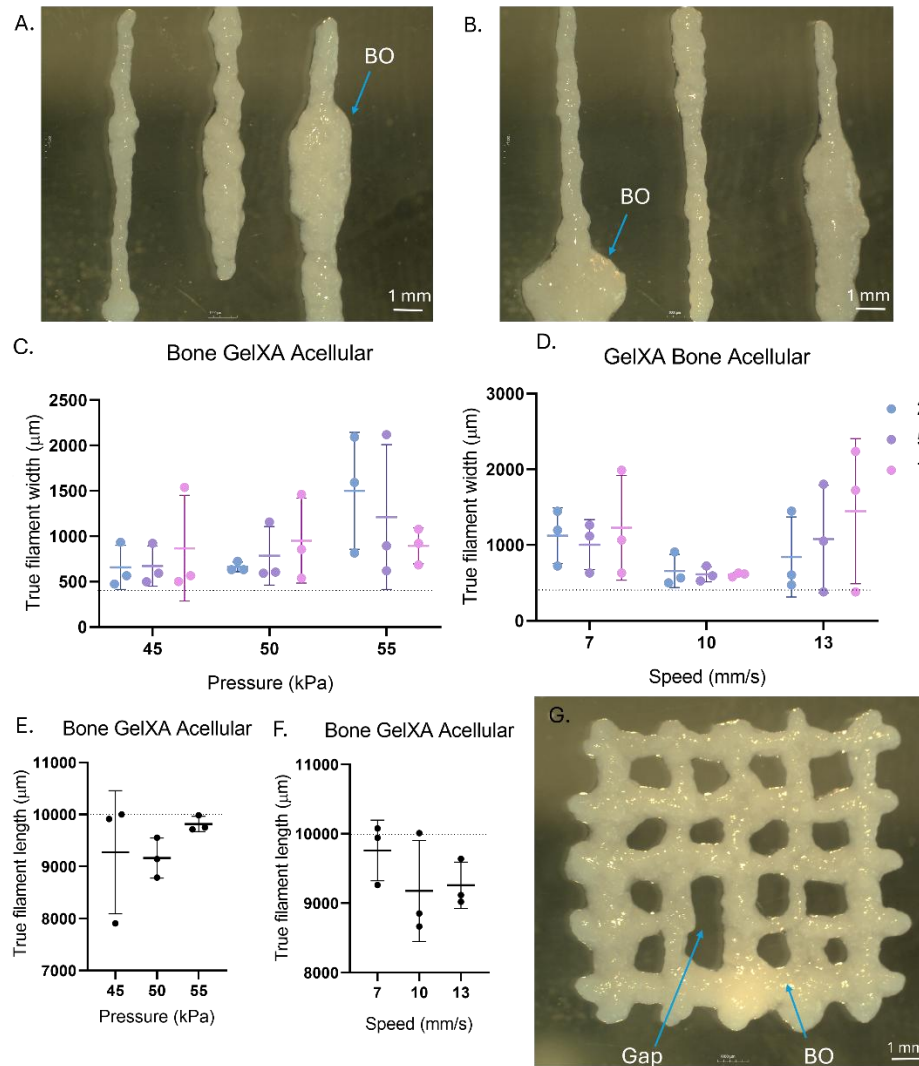 A.
BO
1 mm
B.
BO
1 mm
C.
Bone GelXA Acellular
True filament width (μm)
2500
2000
1500
1000
500
0
45
50
55
Pressure (kPa)
D.
GelXA Bone Acellular
True filament width (μm)
3000
2000
1000
0
7
10
13
Speed (mm/s)
E.
Bone GelXA Acellular
True filament length (μm)
11000
10000
9000
8000
7000
45
50
55
Pressure (kPa)
F.
Bone GelXA Acellular
True filament length (μm)
11000
10000
9000
8000
7
10
13
Speed (mm/s)
G.
Gap
BO
1 mm